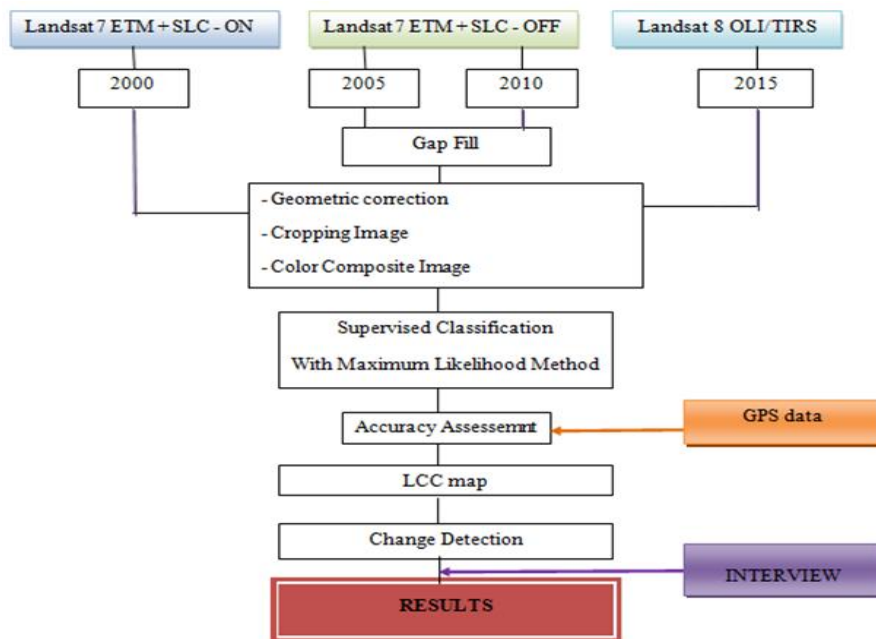 Landsat 7 ETM + SLC - ON
Landsat 7 ETM + SLC - OFF
Landsat 8 OLI/TIRS
2000
2005
2010
2015
Gap Fill
- Geometric correction
- Cropping Image
- Color Composite Image
Supervised Classification
With Maximum Likelihood Method
Accuracy Assessemnt
GPS data
LCC map
Change Detection
INTERVIEW
RESULTS